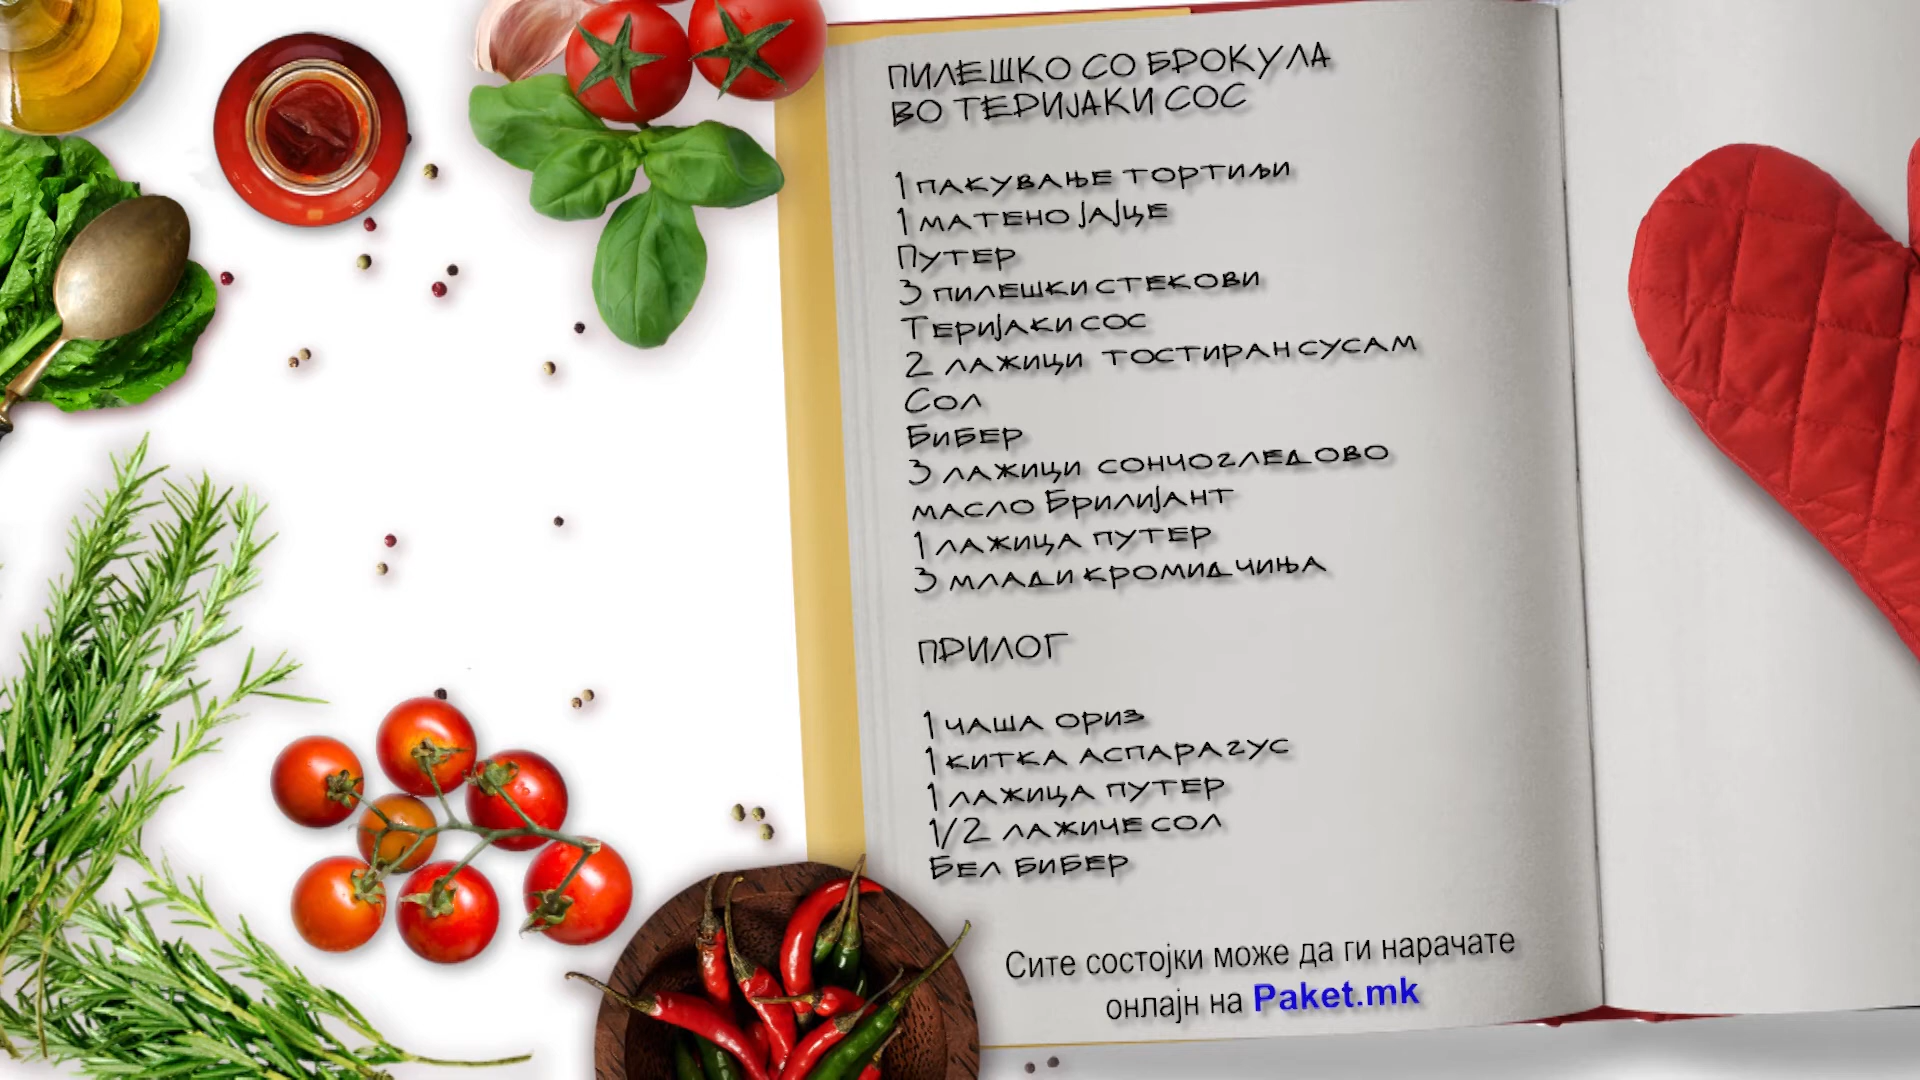 ПИЛЕШКО СО БРОКУЛА
ВО ТЕРИЈАКИ СОС
1 пакување тортиљи
1 матено јајце
Путер
3 пилешки стекови
Теријаки сос
2 лажици тостиран сусам
Сол
Бибер
3 лажици сончогледово
масло Брилијант
1 лажица путер
3 млади кромидчиња
ПРИЛОГ
1 чаша ориз
1 китка аспарагус
1 лажица путер
1/2 лажиче сол
Бел бибер
Сите состојки може да ги нарачате
онлајн на Paket.mk